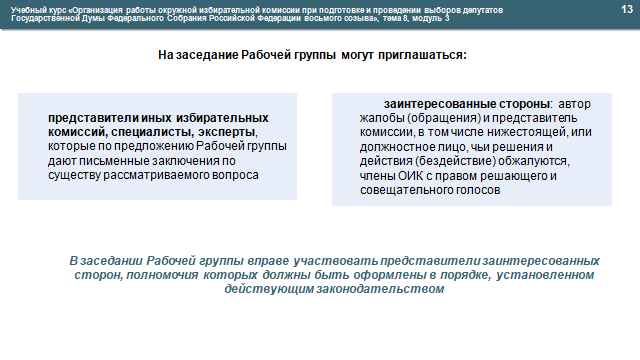 Учебный курс «Организация работы окружной избирательной комиссии при подготовке и проведении выборов депутатов
Государственной Думы Федерального Собрания Российской Федерации восьмого созыва», тема 8, модуль 3
13
На заседание Рабочей группы могут приглашаться:
представители иных избирательных
комиссий, специалисты, эксперты,
которые по предложению Рабочей группы
дают письменные заключения по
существу рассматриваемого вопроса
заинтересованные стороны: автор
жалобы (обращения) и представитель
комиссии, в том числе нижестоящей, или
должностное лицо, чьи решения и
действия (бездействие) обжалуются,
члены ОИК с правом решающего и
совещательного голосов
В заседании Рабочей группы вправе участвовать представители заинтересованных
сторон, полномочия которых должны быть оформлены в порядке, установленном
действующим законодательством